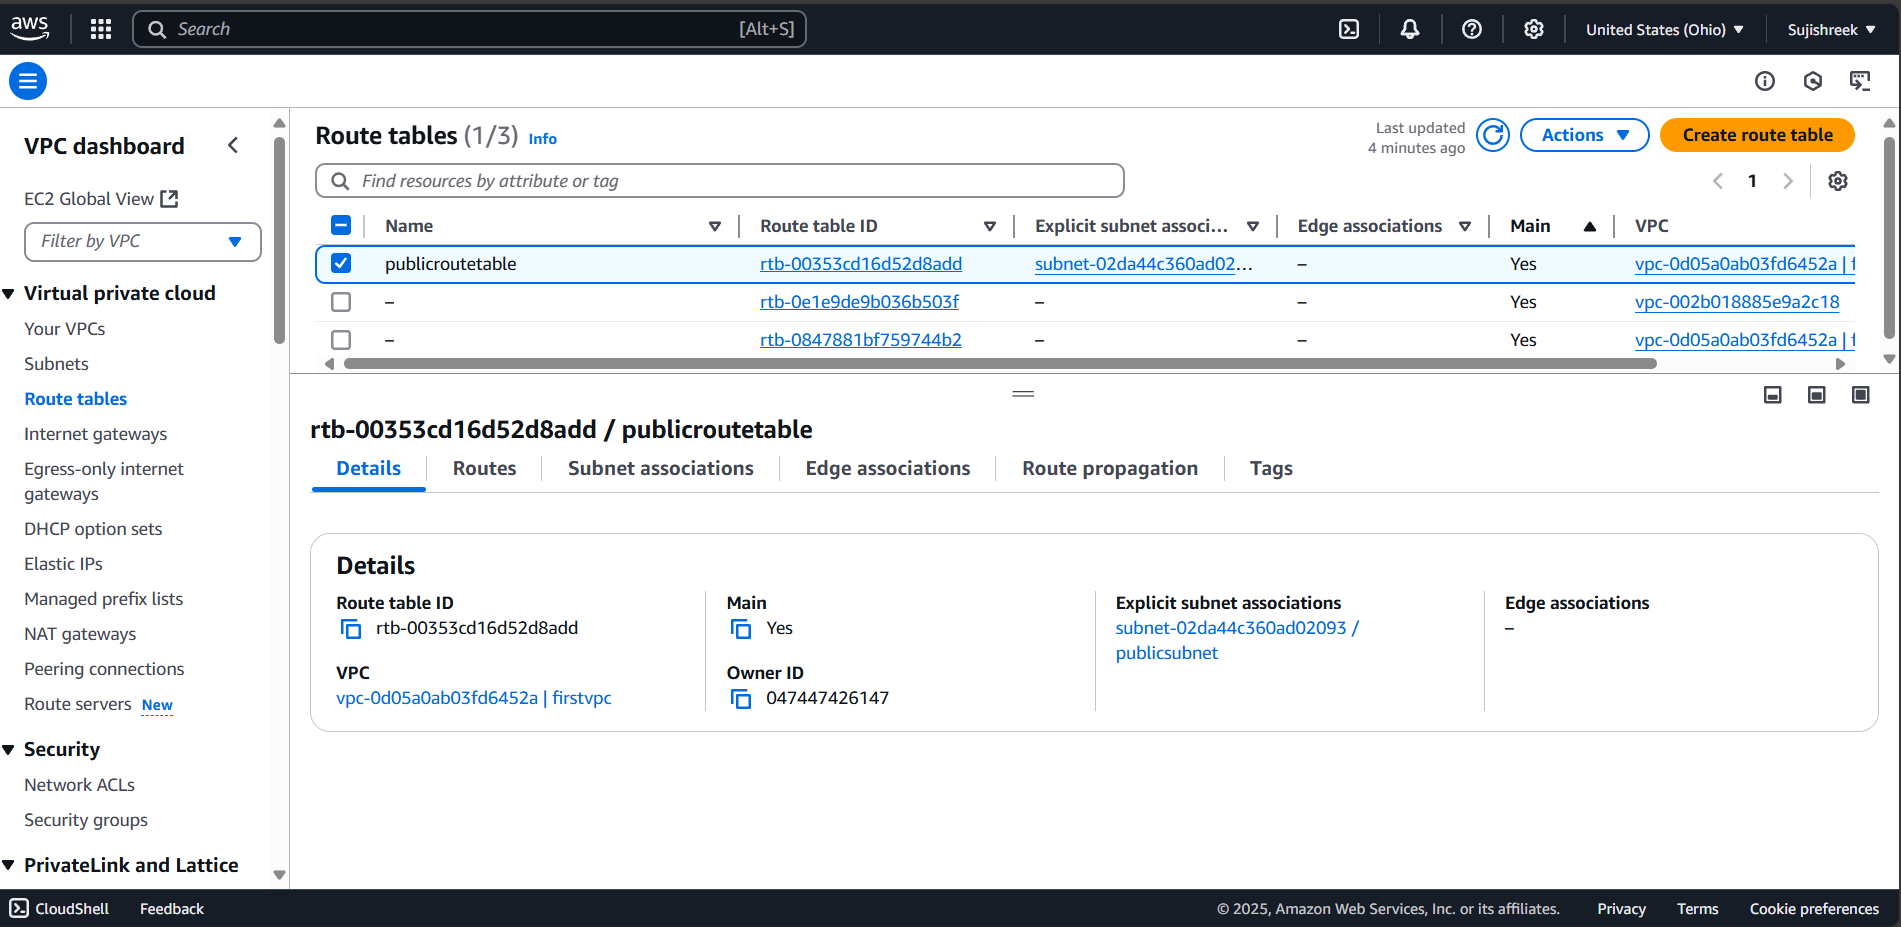 aws
Search [Alt+S]
United States (Ohio)
Sujishreek
VPC dashboard
EC2 Global View
Filter by VPC
Virtual private cloud
Your VPCs
Subnets
Route tables
Internet gateways
Egress-only internet
gateways
DHCP option sets
Elastic IPs
Managed prefix lists
NAT gateways
Peering connections
Route servers New
Security
Network ACLs
Security groups
PrivateLink and Lattice
Route tables (1/3) Info
Last updated
4 minutes ago
Actions
Create route table
Find resources by attribute or tag
1
Name Route table ID Explicit subnet associ... Edge associations Main VPC
publicroutetable rtb-00353cd16d52d8add subnet-02da44c360ad02... – Yes vpc-0d05a0ab03fd6452a | f
– rtb-0e1e9de9b036b503f – – Yes vpc-002b018885e9a2c18
– rtb-0847881bf759744b2 – – Yes vpc-0d05a0ab03fd6452a | f
rtb-00353cd16d52d8add / publicroutetable
Details Routes Subnet associations Edge associations Route propagation Tags
Details
Route table ID
rtb-00353cd16d52d8add
VPC
vpc-0d05a0ab03fd6452a | firstvpc
Main
Yes
Owner ID
047447426147
Explicit subnet associations
subnet-02da44c360ad02093 /
publicsubnet
Edge associations
–
CloudShell Feedback © 2025, Amazon Web Services, Inc. or its affiliates. Privacy Terms Cookie preferences